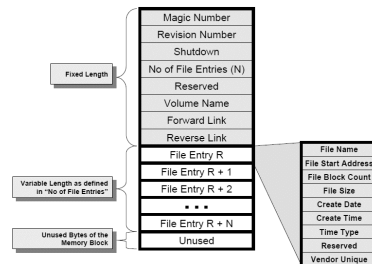 Magic Number
Revision Number
Shutdown
No of File Entries (N)
Reserved
Volume Name
Forward Link
Reverse Link
File Entry R
File Entry R + 1
File Entry R + 2
...
File Entry R + N
Unused
Fixed Length
Variable Length as defined
in "No of File Entries"
Unused Bytes of the
Memory Block
File Name
File Start Address
File Block Count
File Size
Create Date
Create Time
Time Type
Reserved
Vendor Unique